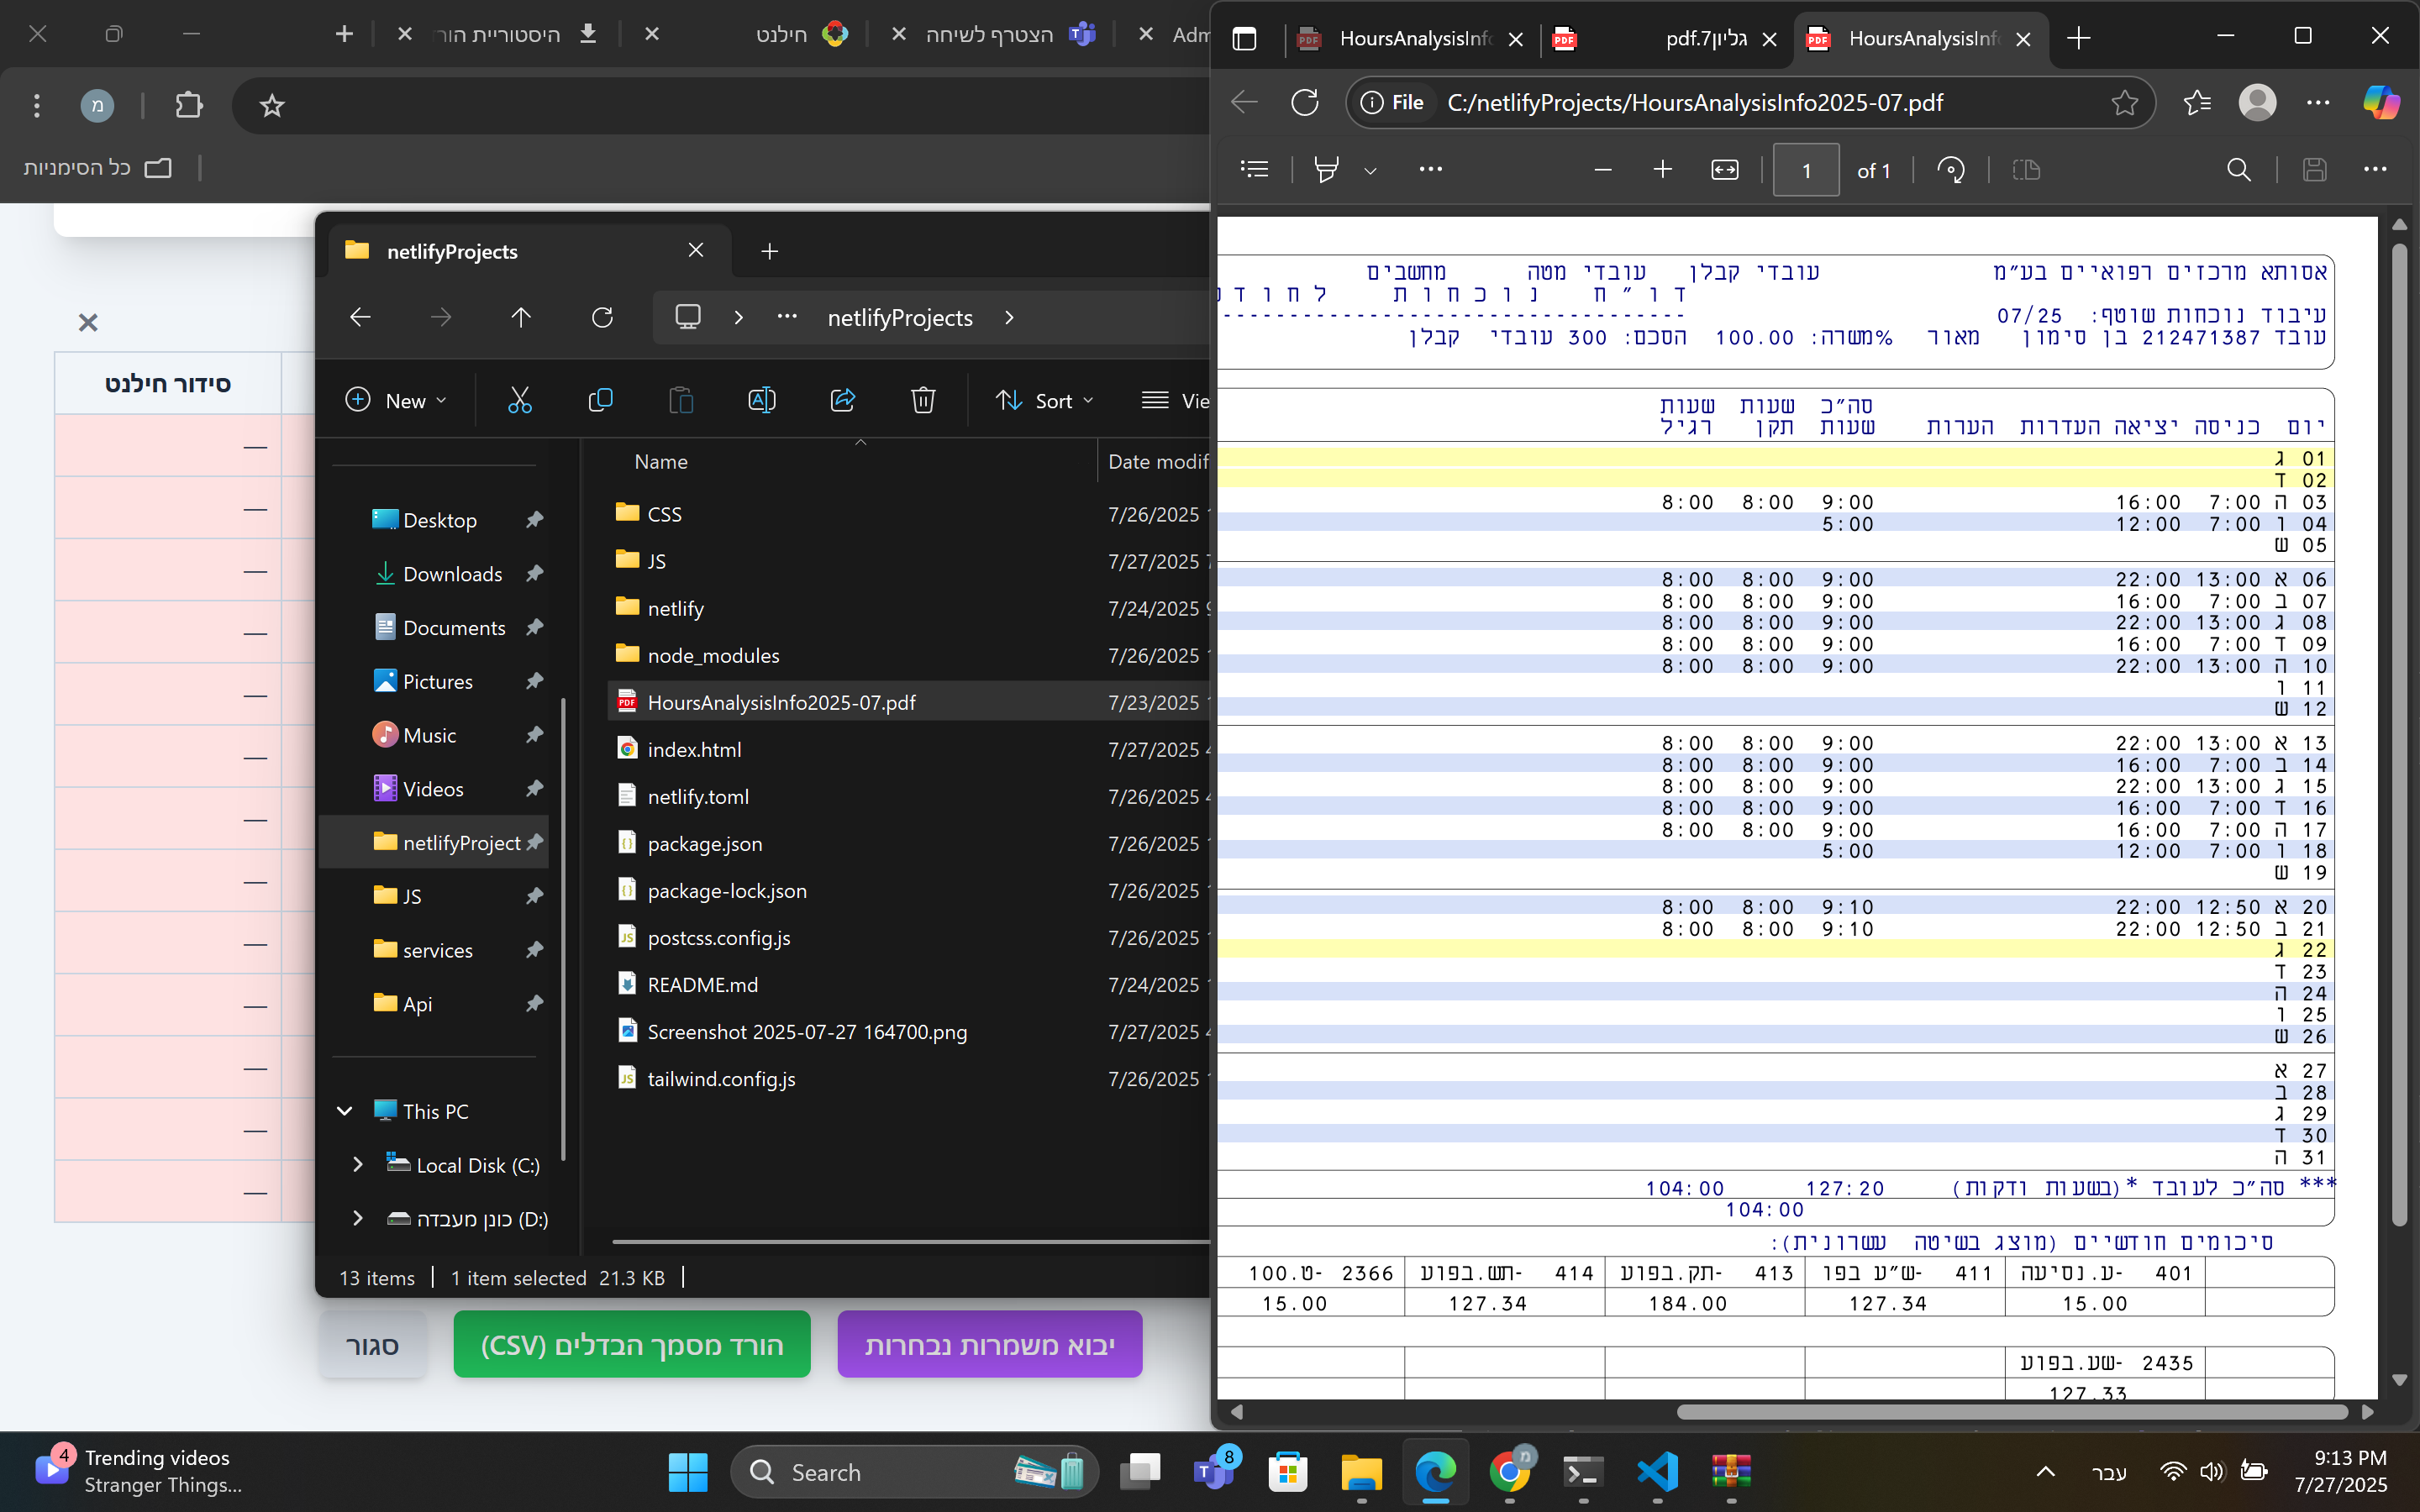 היסטוריית הור
חילנט
הצטרף לשיחה
Adm
מ
כל הסימניות
סידור חילנט
—
—
—
—
—
—
—
—
—
—
—
—
—
netlifyProjects
netlifyProjects
New
Sort
Vie
Name
Date modif
Desktop
Downloads
Documents
Pictures
Music
Videos
netlifyProject
JS
services
Api
This PC
Local Disk (C:)
כונן מעבדה (D:)
CSS 7/26/2025 1
JS 7/27/2025
netlify 7/24/2025 9
node_modules 7/26/2025 1
HoursAnalysisInfo2025-07.pdf 7/23/2025 1
index.html 7/27/2025 4
netlify.toml 7/26/2025 4
package.json 7/26/2025 1
package-lock.json 7/26/2025 1
postcss.config.js 7/26/2025 1
README.md 7/24/2025 1
Screenshot 2025-07-27 164700.png 7/27/2025 4
tailwind.config.js 7/26/2025 1
13 items
1 item selected 21.3 KB
יבוא משמרות נבחרות
הורד מסמך הבדלים (CSV)
סגור
HoursAnalysisInf
גליון7.pdf
HoursAnalysisInf
File
C:/netlifyProjects/HoursAnalysisInfo2025-07.pdf
1 of 1
אסותא מרכזים רפואיים בע"מ עובדי קבלן עובדי מטה מחשבים
ד ו " ח נ ו כ ח ו ת ל ח ו ד
עיבוד נוכחות שוטף: 07/25
עובד 212471387 בן סימון מאור %משרה: 100.00 הסכם: 300 עובדי קבלן
סה"כ שעות שעות
יום כניסה יציאה העדרות הערות שעות תקן רגיל
01 ג
02 ד
03 ה 7:00 16:00 9:00 8:00 8:00
04 ו 7:00 12:00 5:00
05 ש
06 א 13:00 22:00 9:00 8:00 8:00
07 ב 7:00 16:00 9:00 8:00 8:00
08 ג 13:00 22:00 9:00 8:00 8:00
09 ד 7:00 16:00 9:00 8:00 8:00
10 ה 13:00 22:00 9:00 8:00 8:00
11 ו
12 ש
13 א 13:00 22:00 9:00 8:00 8:00
14 ב 7:00 16:00 9:00 8:00 8:00
15 ג 13:00 22:00 9:00 8:00 8:00
16 ד 7:00 16:00 9:00 8:00 8:00
17 ה 7:00 16:00 9:00 8:00 8:00
18 ו 7:00 12:00 5:00
19 ש
20 א 12:50 22:00 9:10 8:00 8:00
21 ב 12:50 22:00 9:10 8:00 8:00
22 ג
23 ד
24 ה
25 ו
26 ש
27 א
28 ב
29 ג
30 ד
31 ה
*** סה"כ לעובד *(בשעות ודקות) 127:20 104:00
104:00
סיכומים חודשיים (מוצג בשיטה עשרונית):
401 -ע.נסיעה 411 -ש"ע בפו 413 -תק.בפוע 414 -תש.בפוע 2366 -ט.100
15.00 127.34 184.00 127.34 15.00
2435 -שע.בפוע
127.33
4
Trending videos
Stranger Things...
Search
8
מ
עבר
9:13 PM
7/27/2025